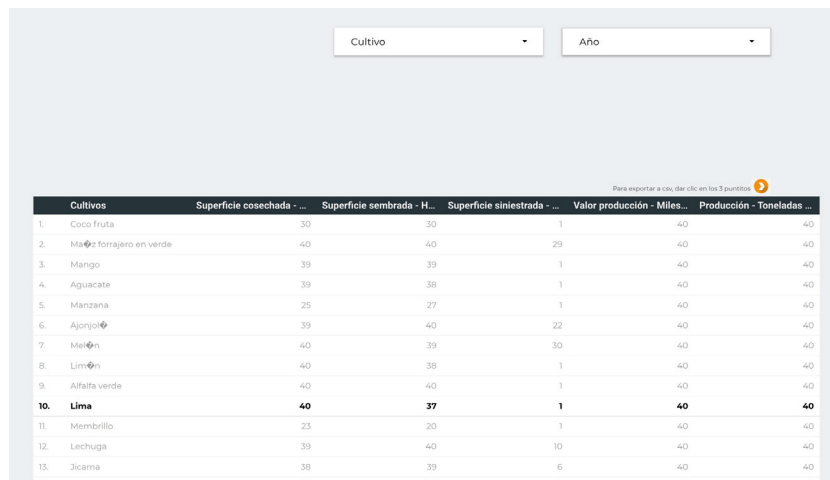 Cultivo Año
Para exportar a csv, dar clic en los 3 puntitos
Cultivos Superficie cosechada - ... Superficie sembrada - H... Superficie siniestrada - ... Valor producción - Miles... Producción - Toneladas ...
1. Coco fruta 30 30 1 40 40
2. Ma�z forrajero en verde 40 40 29 40 40
3. Mango 39 39 1 40 40
4. Aguacate 39 38 1 40 40
5. Manzana 25 27 1 40 40
6. Ajonjol� 39 40 22 40 40
7. Mel�n 40 39 30 40 40
8. Lim�n 40 38 1 40 40
9. Alfalfa verde 40 40 1 40 40
10. Lima 40 37 1 40 40
11. Membrillo 23 20 1 40 40
12. Lechuga 39 40 10 40 40
13. Jicama 38 39 6 40 40